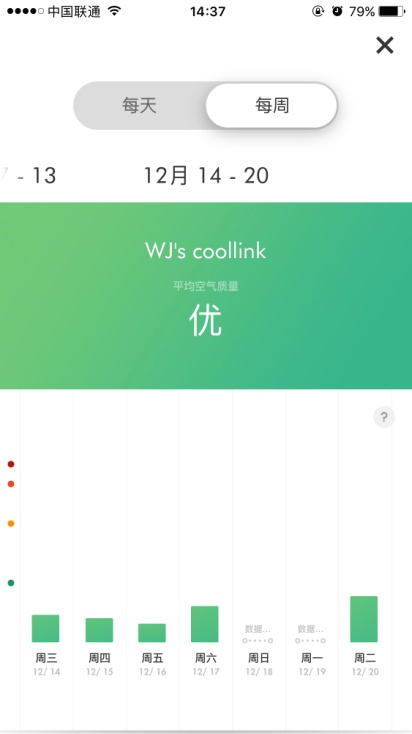 中国联通 14:37 79%
每天 每周
- 13 12月 14 - 20
WJ's coollink
平均空气质量
优
?
数据... 数据...
周三 周四 周五 周六 周日 周一 周二
12/ 14 12/ 15 12/ 16 12/ 17 12/ 18 12/ 19 12/ 20